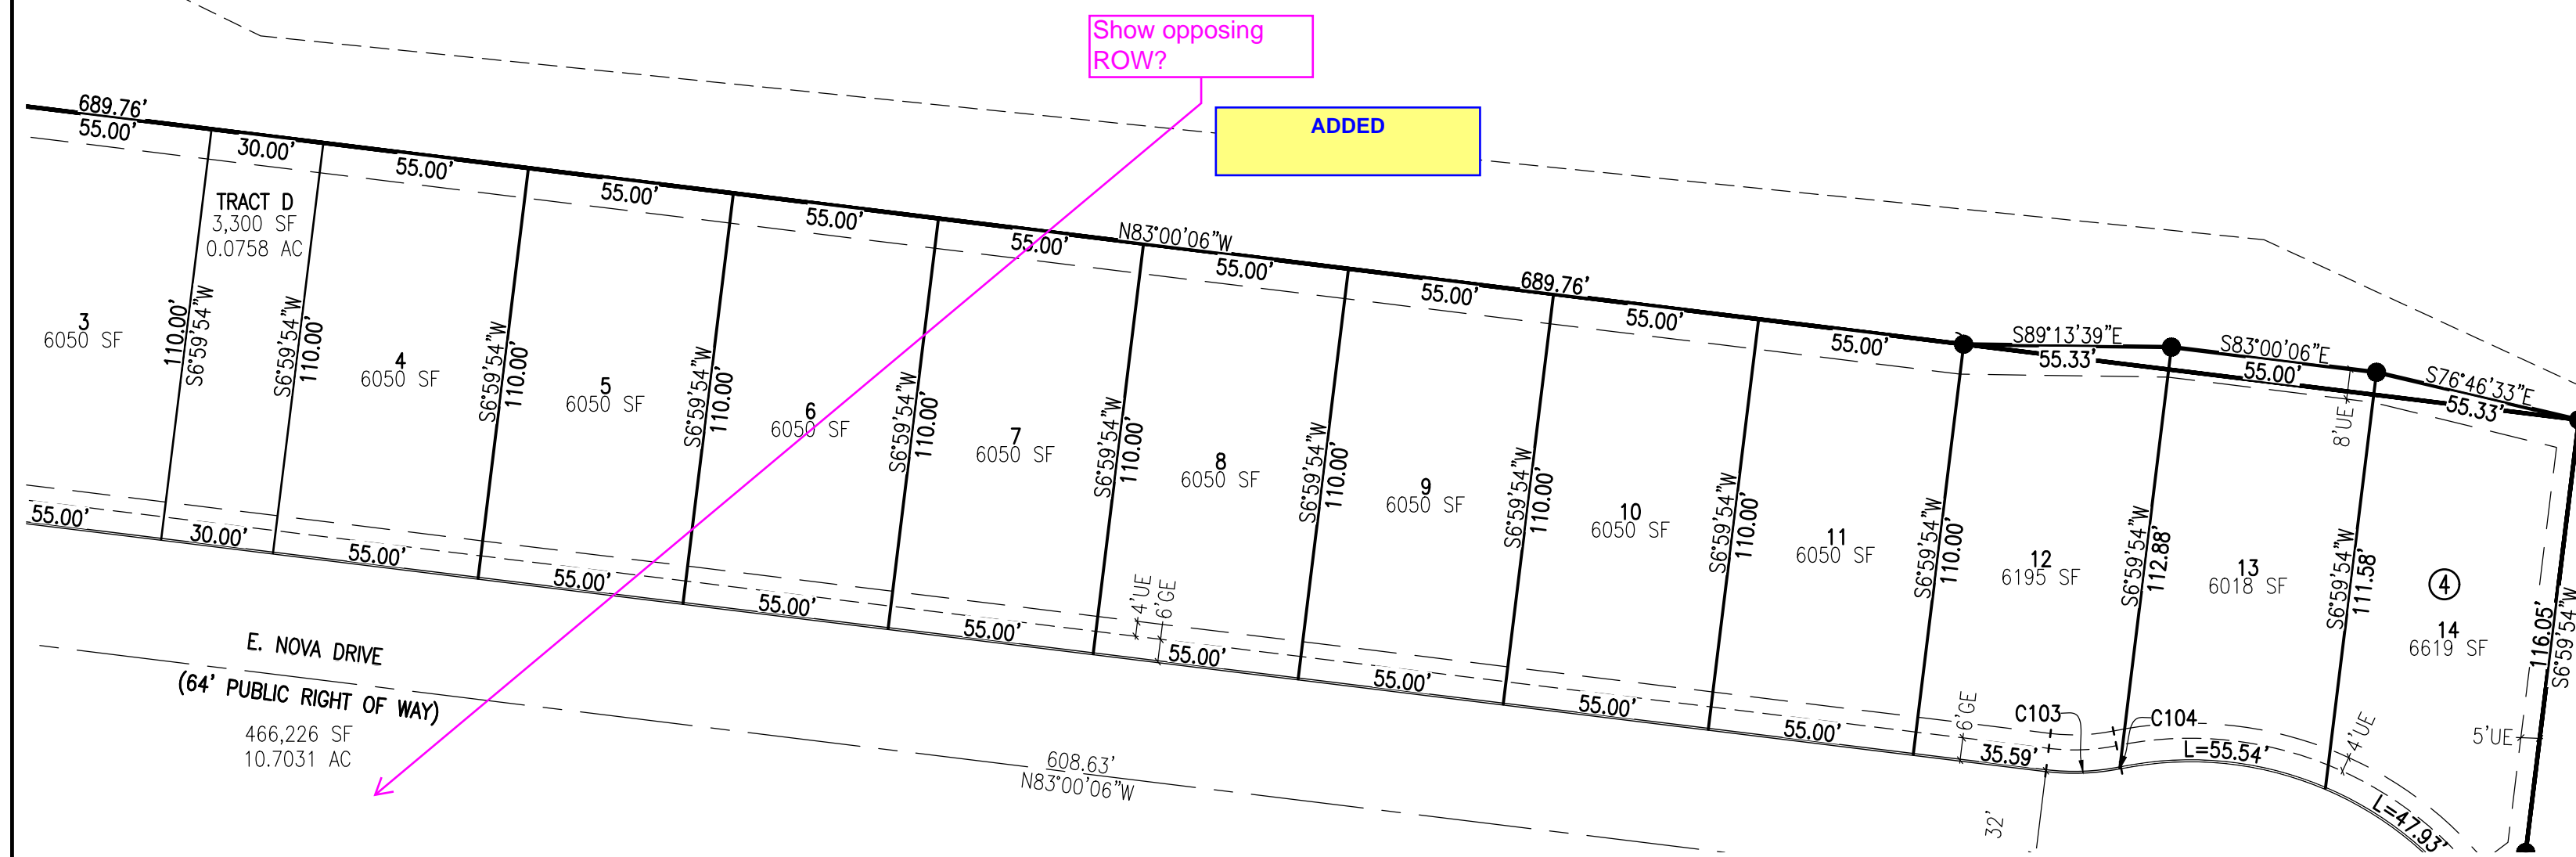 Show opposing
ROW?
ADDED
689.76'
55.00'
30.00'
55.00'
55.00'
55.00'
55.00'
N83°00'06"W
55.00'
55.00'
689.76'
55.00'
55.00'
S89°13'39"E
55.33'
S83°00'06"E
55.00'
S76°46'33"E
55.33'
8'UE
TRACT D
3,300 SF
0.0758 AC
3
6050 SF
110.00'
S6°59'54"W
S6°59'54"W
110.00'
4
6050 SF
S6°59'54"W
110.00'
5
6050 SF
S6°59'54"W
110.00'
6
6050 SF
S6°59'54"W
110.00'
7
6050 SF
S6°59'54"W
110.00'
8
6050 SF
S6°59'54"W
110.00'
9
6050 SF
S6°59'54"W
110.00'
10
6050 SF
S6°59'54"W
110.00'
11
6050 SF
S6°59'54"W
110.00'
12
6195 SF
S6°59'54"W
112.88'
13
6018 SF
S6°59'54"W
111.58'
4
14
6619 SF
116.05'
S6°59'54"W
55.00'
30.00'
55.00'
55.00'
55.00'
55.00'
4'UE
6'GE
55.00'
55.00'
55.00'
55.00'
6'GE
35.59'
C103
C104
L=55.54'
4'UE
5'UE
L=47.93'
32'
E. NOVA DRIVE
(64' PUBLIC RIGHT OF WAY)
466,226 SF
10.7031 AC
608.63'
N83°00'06"W